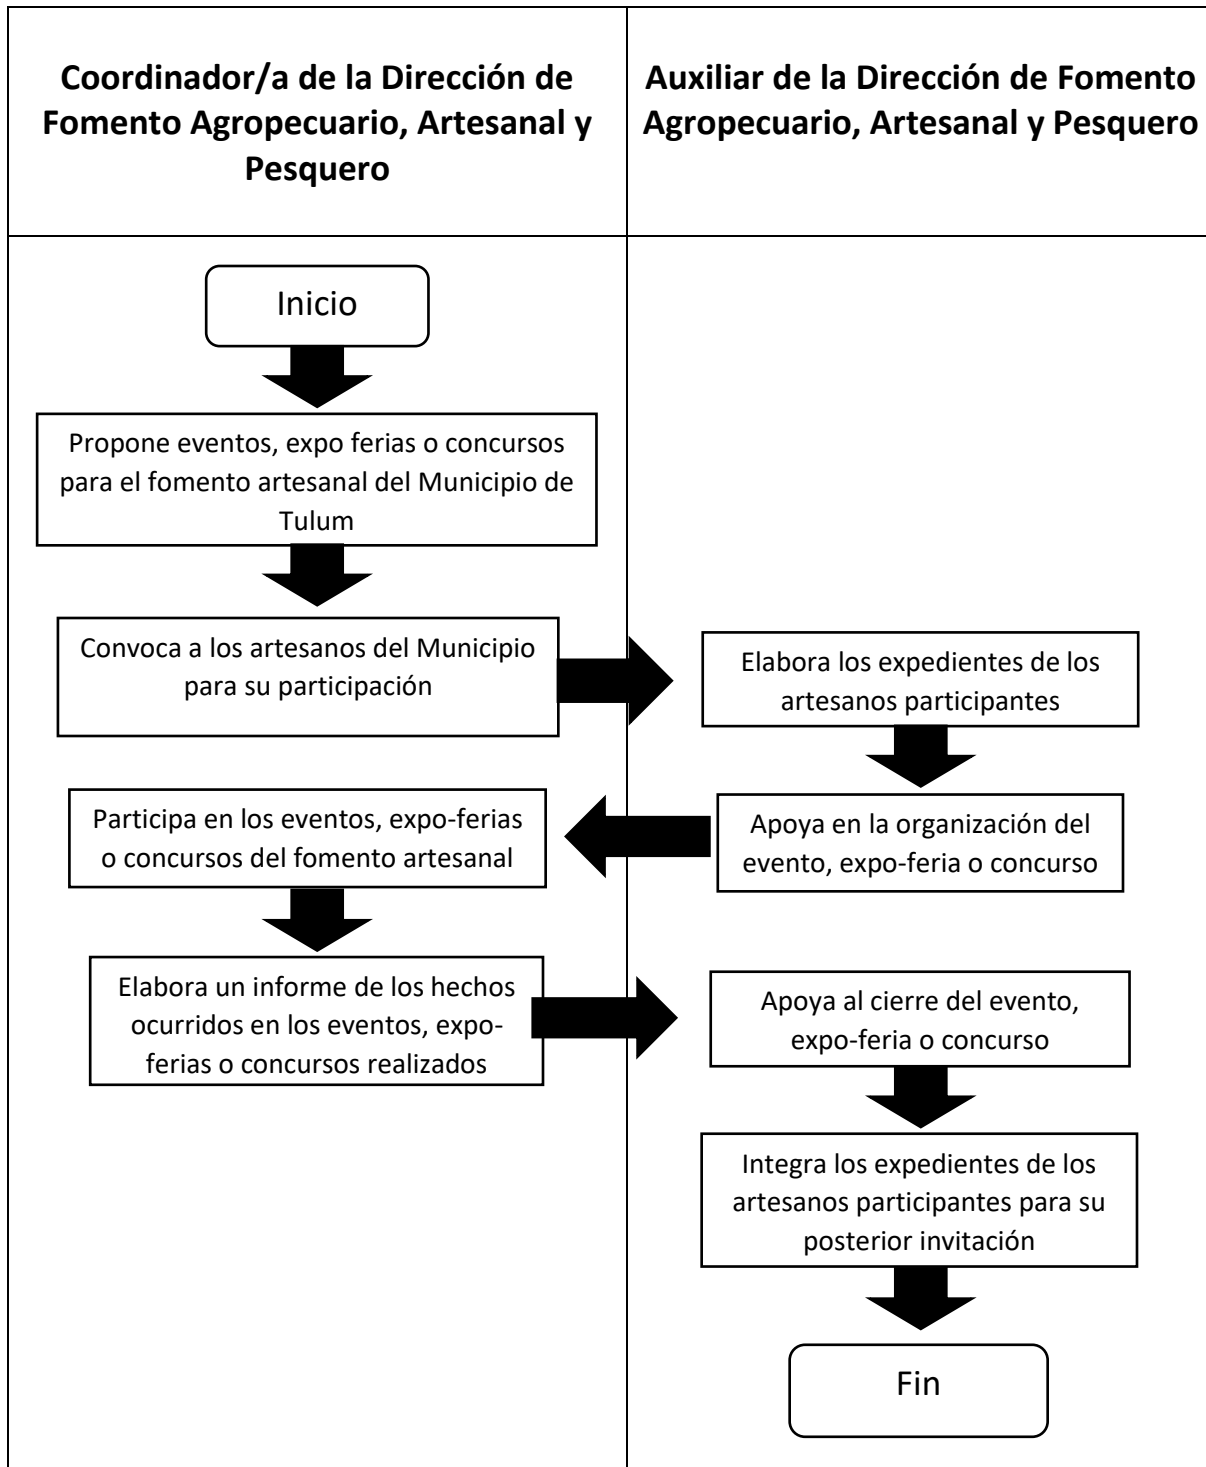 Coordinador/a de la Dirección de
Fomento Agropecuario, Artesanal y
Pesquero
Auxiliar de la Dirección de Fomento
Agropecuario, Artesanal y Pesquero
Inicio
Propone eventos, expo ferias o concursos
para el fomento artesanal del Municipio de
Tulum
Convoca a los artesanos del Municipio
para su participación
Elabora los expedientes de los
artesanos participantes
Apoya en la organización del
evento, expo-feria o concurso
Participa en los eventos, expo-ferias
o concursos del fomento artesanal
Elabora un informe de los hechos
ocurridos en los eventos, expo-
ferias o concursos realizados
Apoya al cierre del evento,
expo-feria o concurso
Integra los expedientes de los
artesanos participantes para su
posterior invitación
Fin